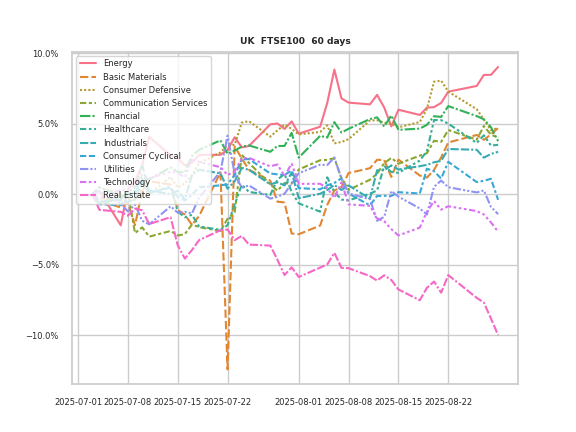 UK  FTSE100  60 days
10.0%
5.0%
0.0%
−5.0%
−10.0%
Energy
Basic Materials
Consumer Defensive
Communication Services
Financial
Healthcare
Industrials
Consumer Cyclical
Utilities
Technology
Real Estate
2025-07-01 2025-07-08 2025-07-15 2025-07-22 2025-08-01 2025-08-08 2025-08-15 2025-08-22